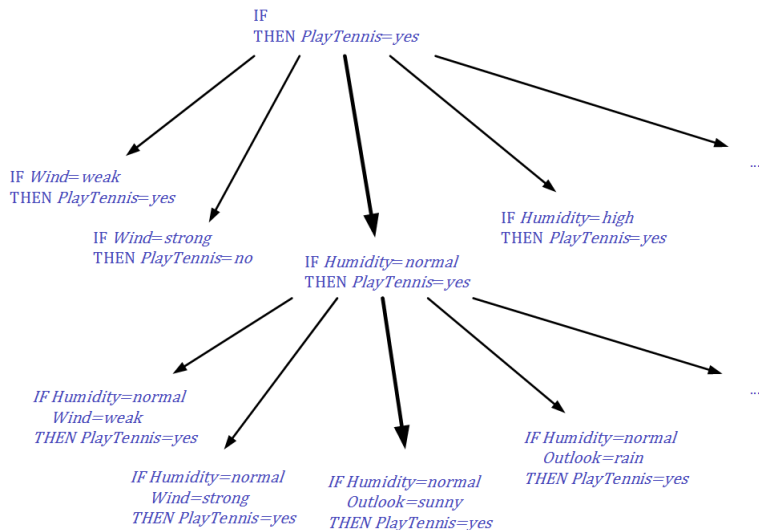 IF
THEN PlayTennis=yes
IF Wind=weak
THEN PlayTennis=yes
...
IF Wind=strong
THEN PlayTennis=no
IF Humidity=high
THEN PlayTennis=yes
IF Humidity=normal
THEN PlayTennis=yes
IF Humidity=normal
Wind=weak
THEN PlayTennis=yes
...
IF Humidity=normal
Wind=strong
THEN PlayTennis=yes
IF Humidity=normal
Outlook=sunny
THEN PlayTennis=yes
IF Humidity=normal
Outlook=rain
THEN PlayTennis=yes